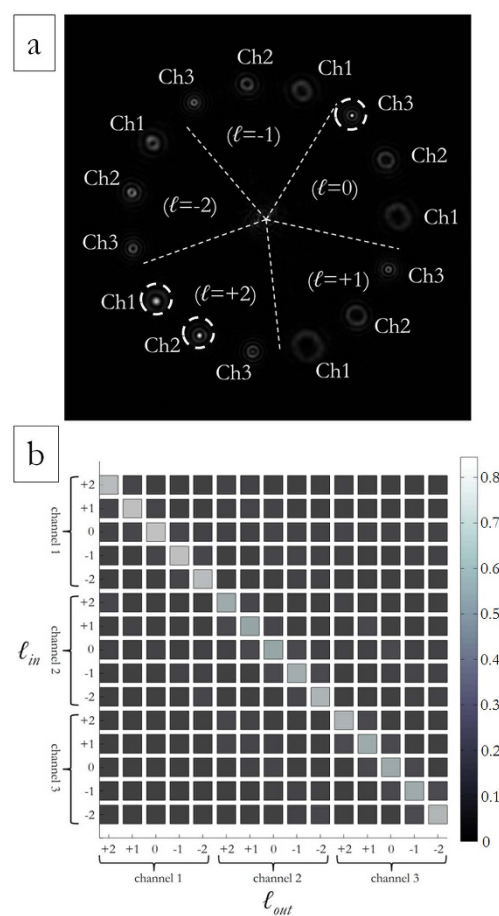 a
Ch2
Ch1
Ch3
Ch3
Ch1
(ℓ=-1)
Ch2
Ch2
(ℓ=-2)
(ℓ=0)
Ch1
Ch3
Ch3
(ℓ=+2)
(ℓ=+1)
Ch1
Ch2
Ch2
Ch3
Ch1
b
ℓin
channel 1
+2
+1
0
-1
-2
channel 2
+2
+1
0
-1
-2
channel 3
+2
+1
0
-1
-2
0.8
0.7
0.6
0.5
0.4
0.3
0.2
0.1
0
+2 +1 0 -1 -2 +2 +1 0 -1 -2 +2 +1 0 -1 -2
channel 1 channel 2 channel 3
ℓout